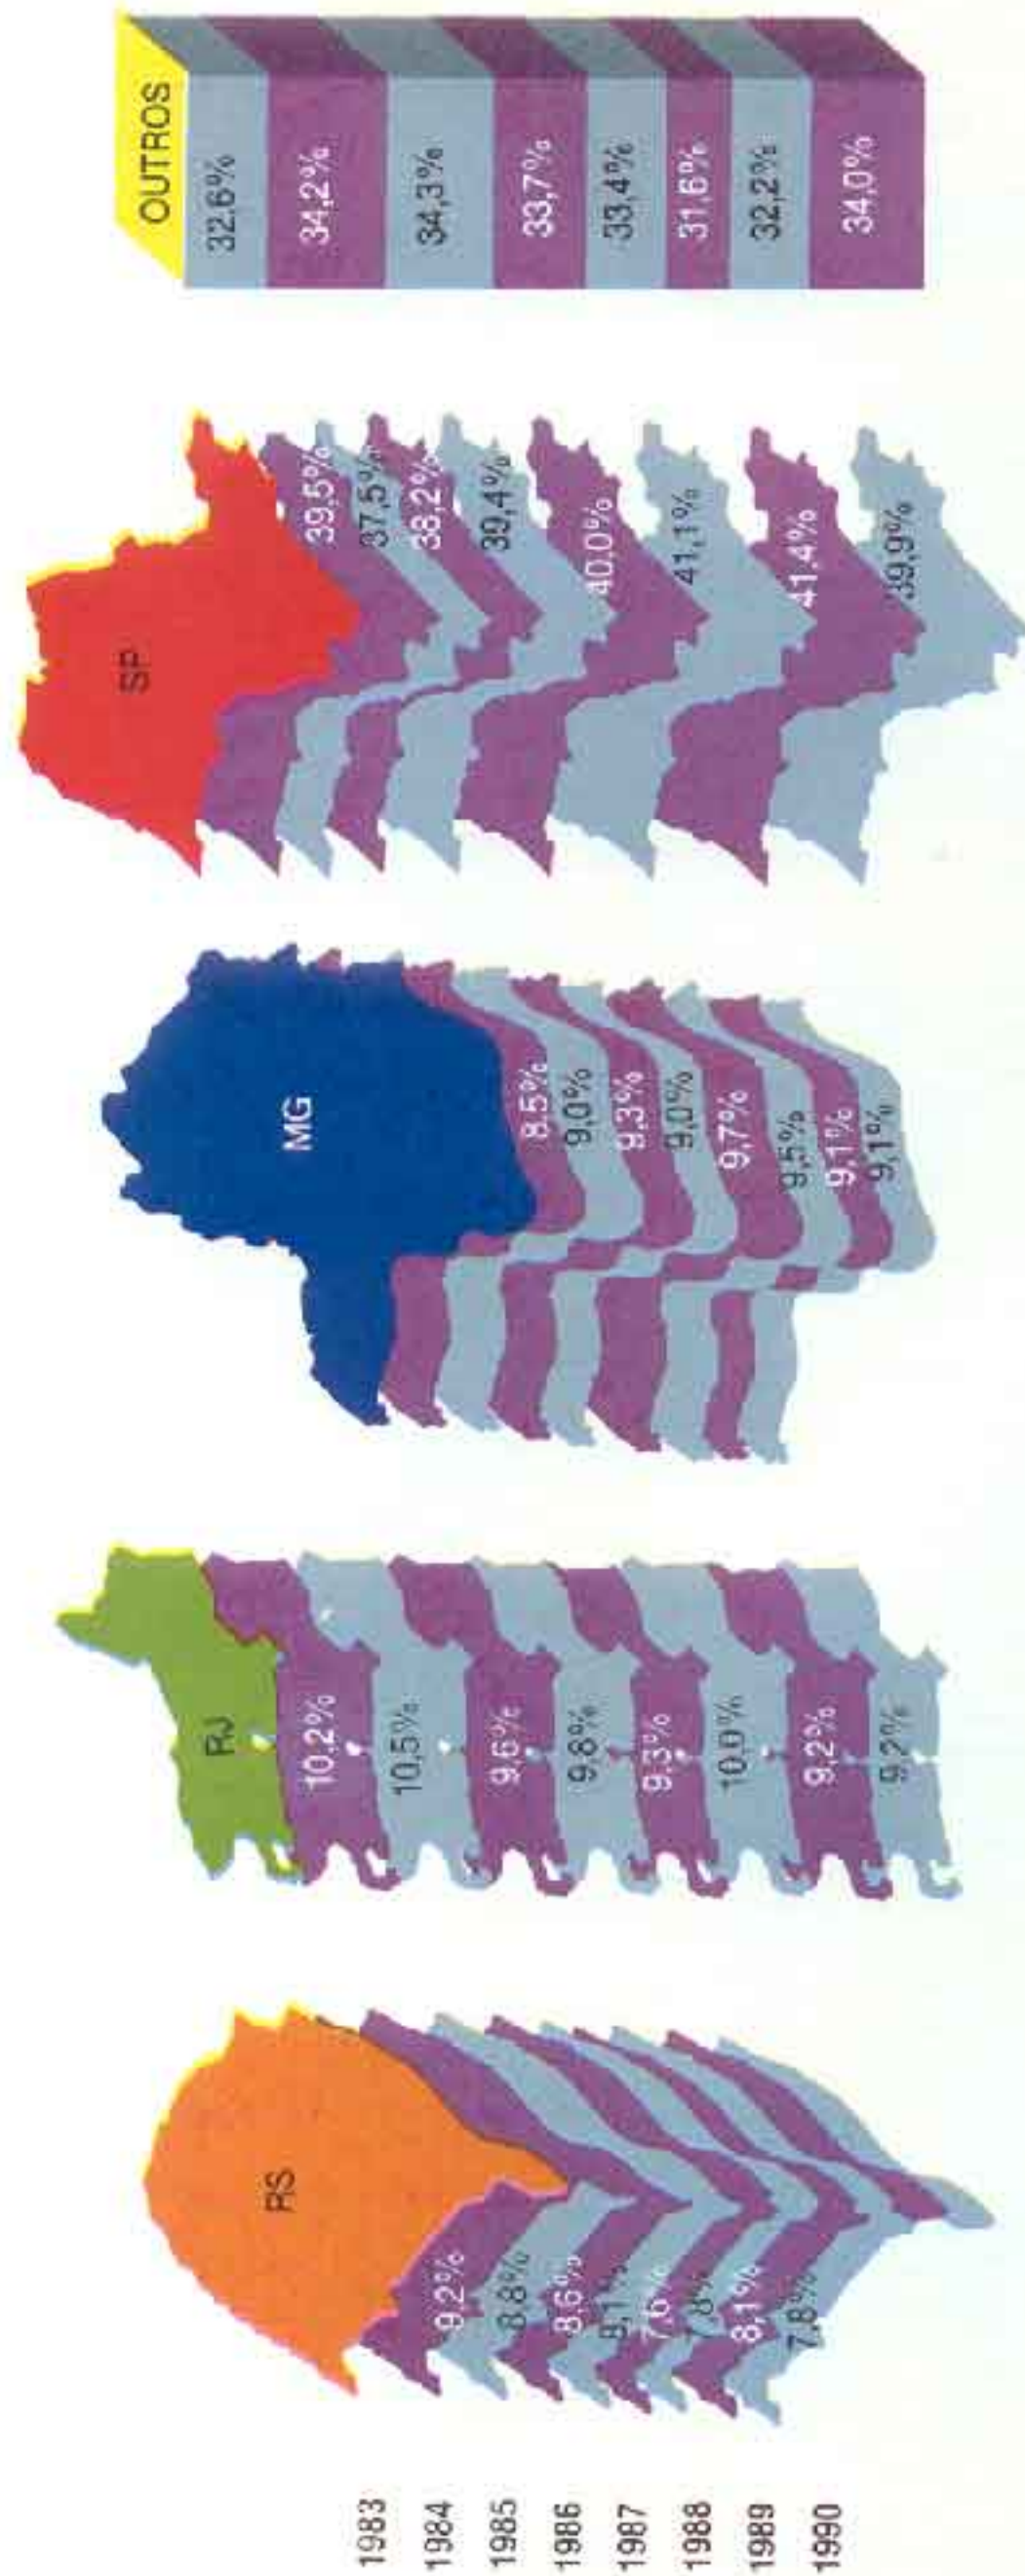 RS RJ MG SP OUTROS
1983 9,2% 10,2% 8,5% 39,5% 32,6%
1984 8,8% 10,5% 9,0% 37,5% 34,2%
1985 8,6% 9,6% 9,3% 38,2% 34,3%
1986 8,1% 9,8% 9,0% 39,4% 33,7%
1987 7,6% 9,3% 9,7% 40,0% 33,4%
1988 7,8% 10,0% 9,5% 41,1% 31,6%
1989 8,1% 9,2% 9,1% 41,4% 32,2%
1990 7,8% 9,2% 9,1% 39,9% 34,0%